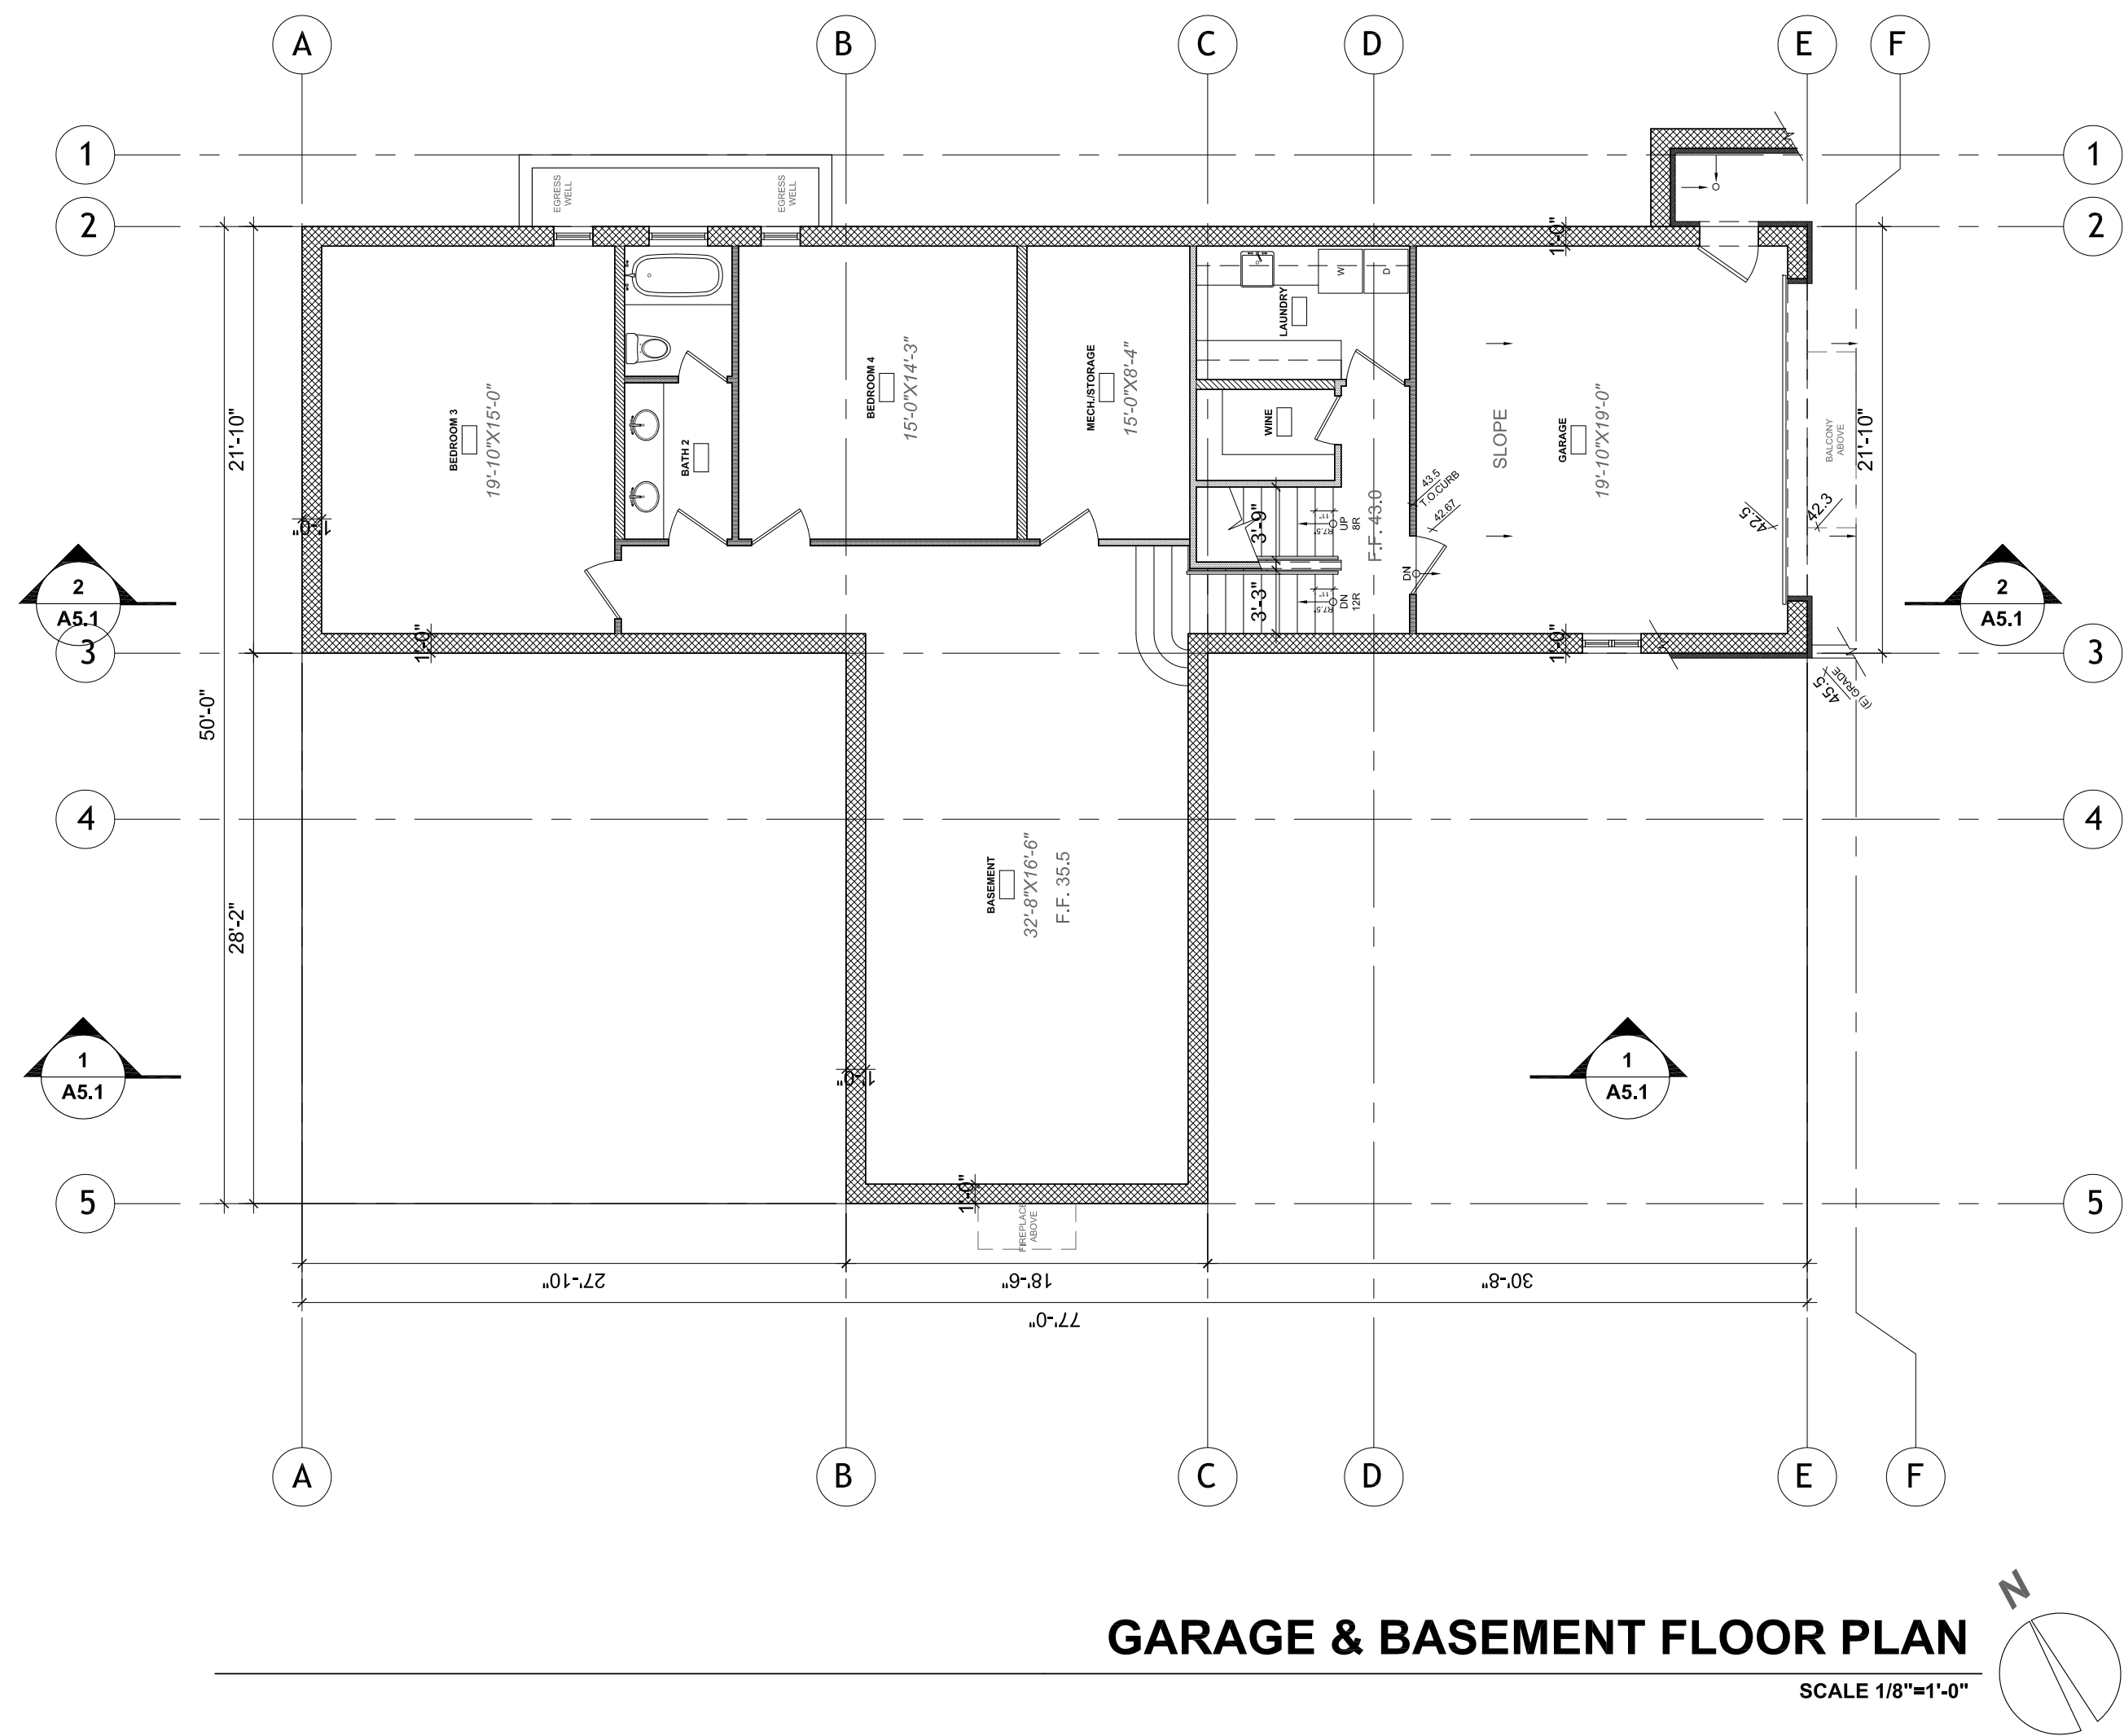 A
B
C
D
E
F
1
1
2
2
EGRESS
WELL
EGRESS
WELL
1'-0"
W
D
LAUNDRY
BEDROOM 3
19'-10"X15'-0"
BATH 2
BEDROOM 4
15'-0"X14'-3"
MECH./STORAGE
15'-0"X8'-4"
WINE
SLOPE
GARAGE
19'-10"X19'-0"
BALCONY
ABOVE
21'-10"
21'-10"
43.5
T.O.CURB
42.67
42.5
42.3
1'-0"
3'-9"
11"
R7.5"
UP
8R
F.F. 43.0
DN
3'-3"
11"
R7.5"
DN
12R
2
A5.1
2
A5.1
1'-0"
1'-0"
3
3
45.5
(E) GRADE
50'-0"
4
4
BASEMENT
32'-8"X16'-6"
F.F. 35.5
28'-2"
1
A5.1
1'-0"
1
A5.1
1'-0"
5
5
FIREPLACE
ABOVE
27'-10"
18'-6"
30'-8"
77'-0"
A
B
C
D
E
F
N
GARAGE & BASEMENT FLOOR PLAN
SCALE 1/8"=1'-0"